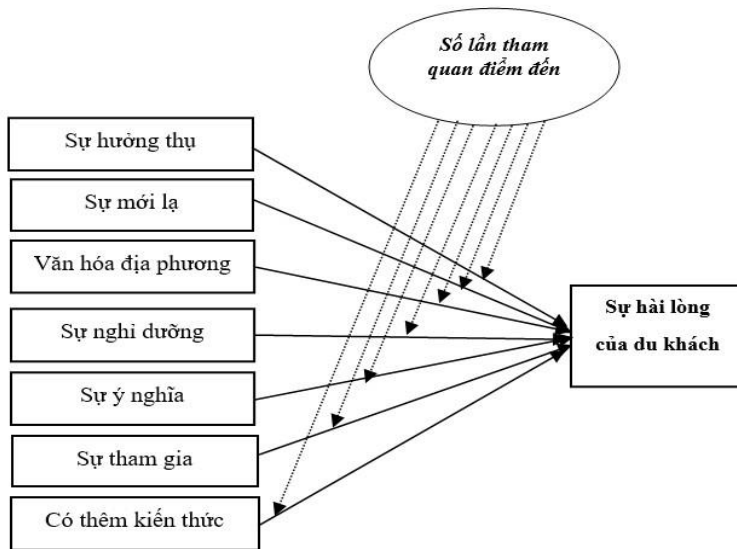 Số lần tham
quan điểm đến
Sự hưởng thụ
Sự mới lạ
Văn hóa địa phương
Sự nghỉ dưỡng
Sự ý nghĩa
Sự tham gia
Có thêm kiến thức
Sự hài lòng
của du khách